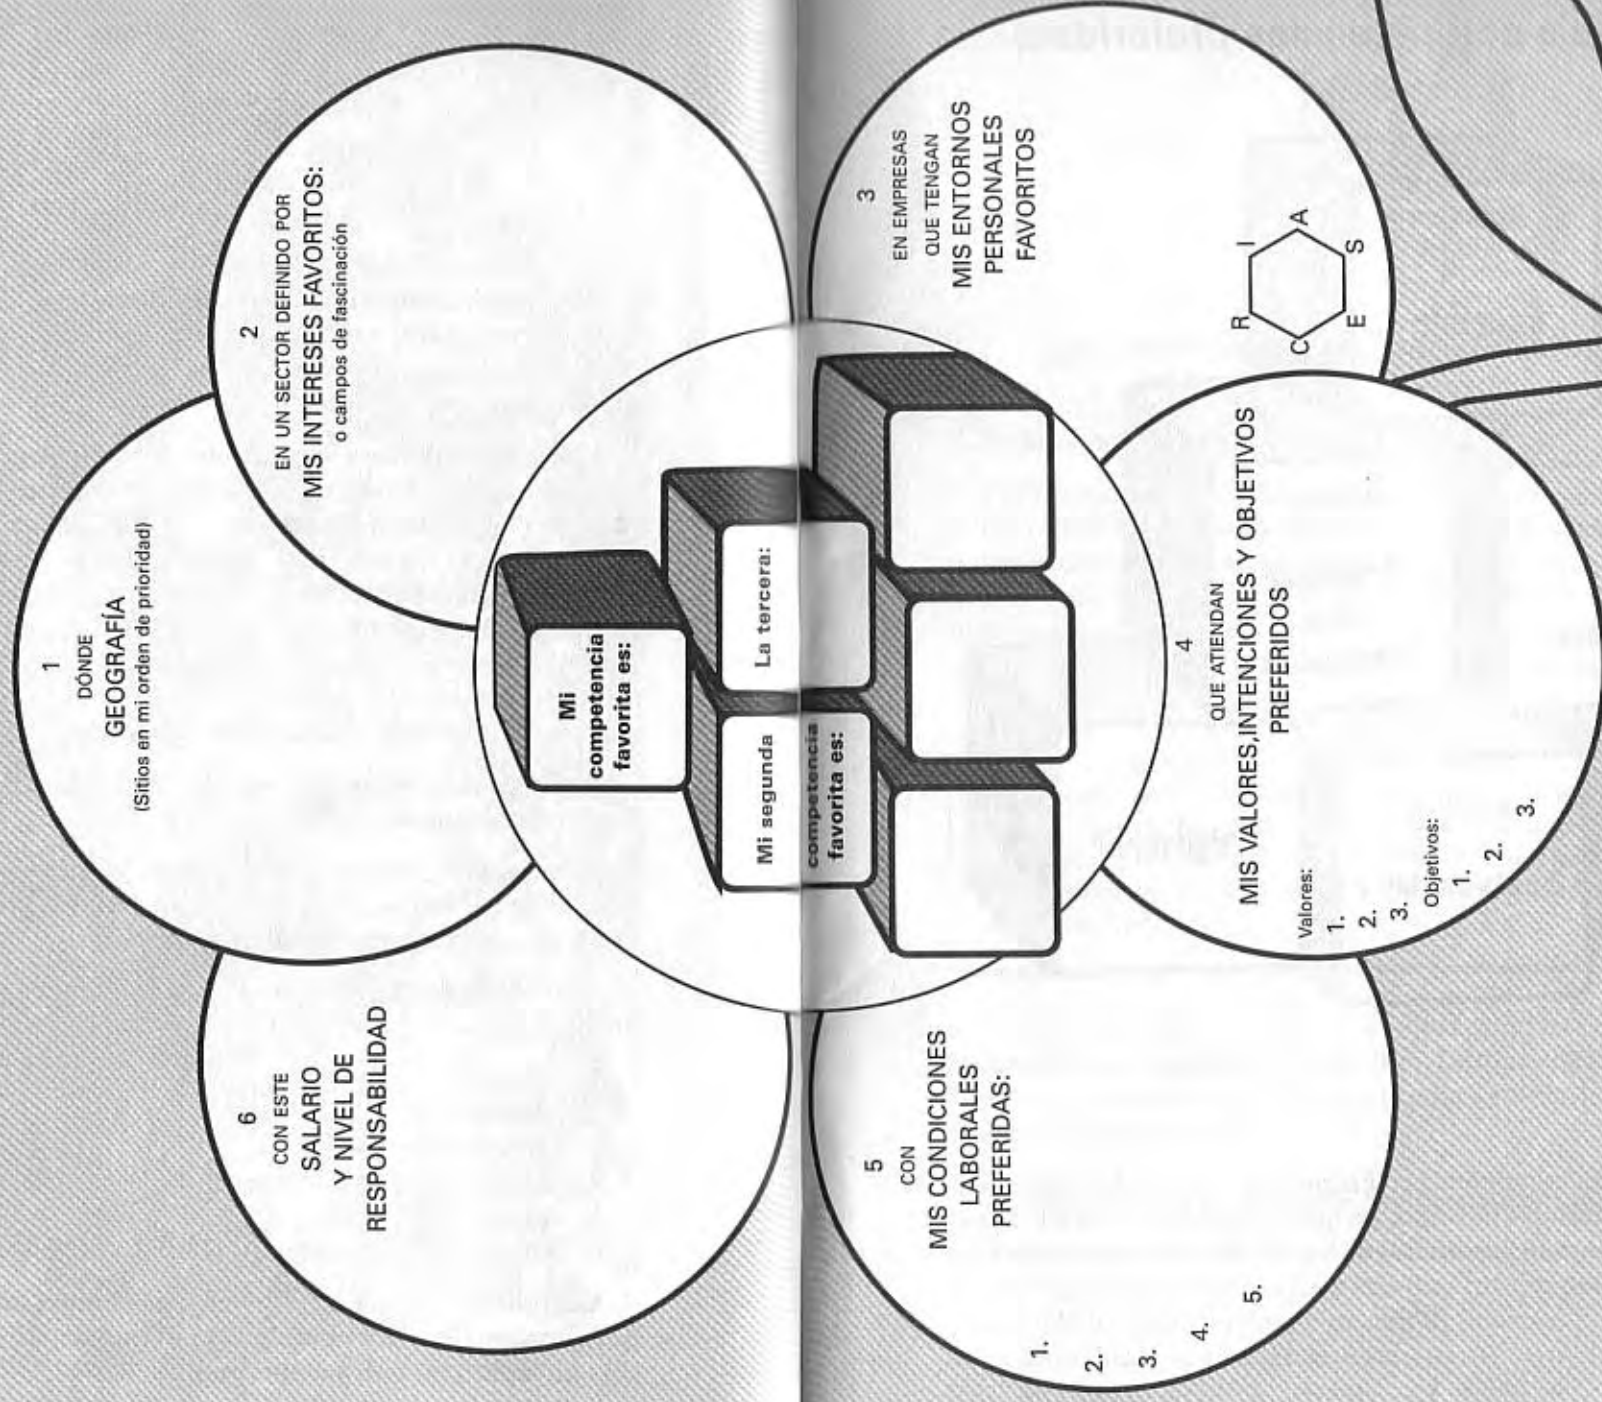 1
DÓNDE
GEOGRAFÍA
(Sitios en mi orden de prioridad)
2
EN UN SECTOR DEFINIDO POR
MIS INTERESES FAVORITOS:
o campos de fascinación
3
EN EMPRESAS
QUE TENGAN
MIS ENTORNOS
PERSONALES
FAVORITOS
R
I
A
S
E
C
4
QUE ATIENDAN
MIS VALORES,INTENCIONES Y OBJETIVOS
PREFERIDOS
Valores:
1.
2.
3.
Objetivos:
1.
2.
3.
5
CON
MIS CONDICIONES
LABORALES
PREFERIDAS:
1.
2.
3.
4.
5.
6
CON ESTE
SALARIO
Y NIVEL DE
RESPONSABILIDAD
Mi
competencia
favorita es:
Mi segunda
competencia
favorita es:
La tercera: